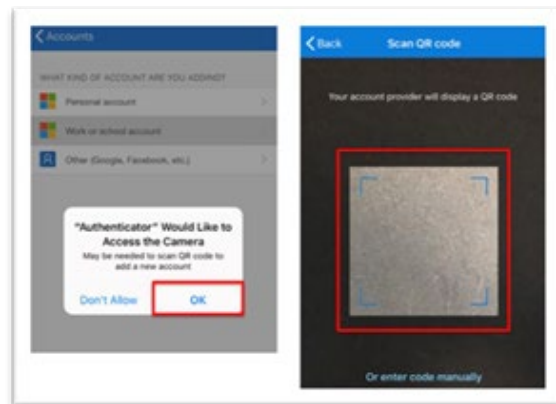 Accounts
WHAT KIND OF ACCOUNT ARE YOU ADDING?
Personal account
Work or school account
Other (Google, Facebook, etc.)
"Authenticator" Would Like to
Access the Camera
May be needed to scan QR code to
add a new account
Don't Allow
OK
Back
Scan QR code
Your account provider will display a QR code
Or enter code manually